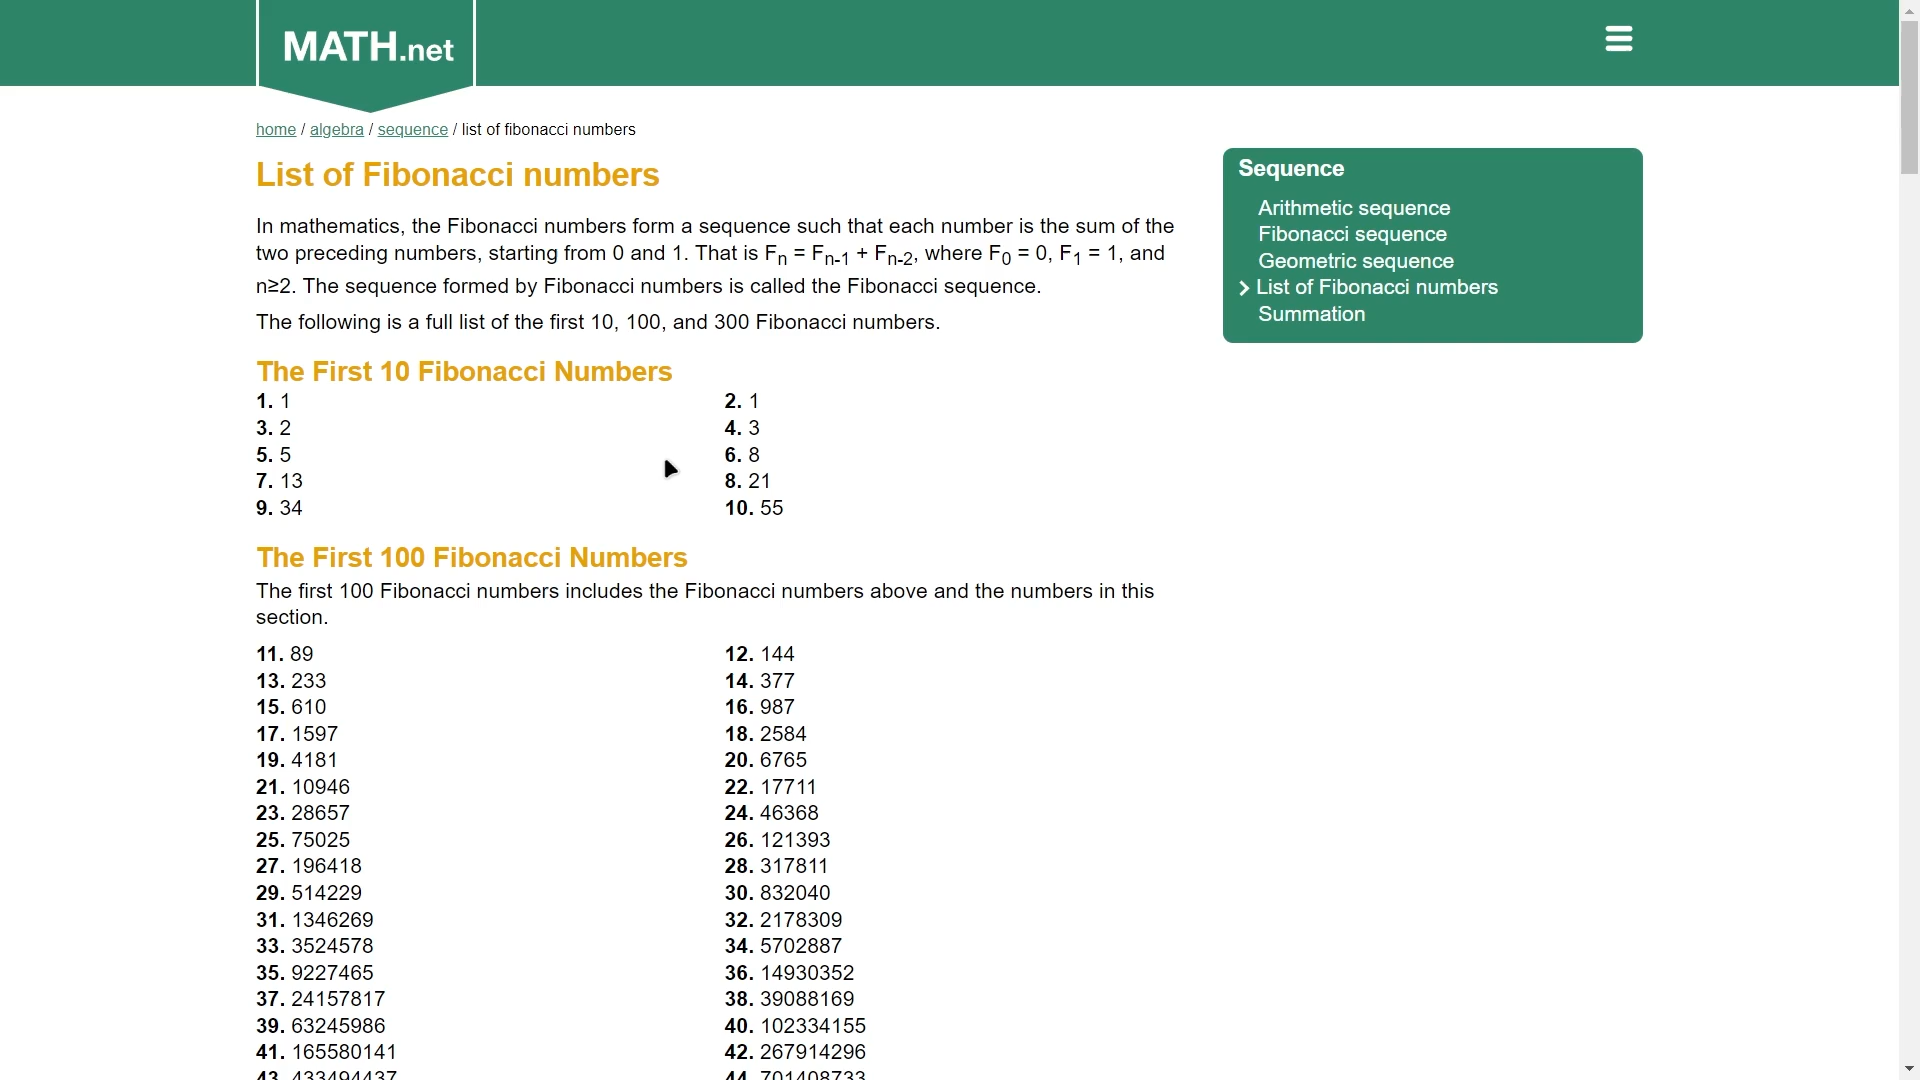 MATH.net
home / algebra / sequence / list of fibonacci numbers
List of Fibonacci numbers
In mathematics, the Fibonacci numbers form a sequence such that each number is the sum of the
two preceding numbers, starting from 0 and 1. That is Fn = Fn-1 + Fn-2, where F0 = 0, F1 = 1, and
n≥2. The sequence formed by Fibonacci numbers is called the Fibonacci sequence.
The following is a full list of the first 10, 100, and 300 Fibonacci numbers.
The First 10 Fibonacci Numbers
1. 1 2. 1
3. 2 4. 3
5. 5 6. 8
7. 13 8. 21
9. 34 10. 55
The First 100 Fibonacci Numbers
The first 100 Fibonacci numbers includes the Fibonacci numbers above and the numbers in this
section.
11. 89 12. 144
13. 233 14. 377
15. 610 16. 987
17. 1597 18. 2584
19. 4181 20. 6765
21. 10946 22. 17711
23. 28657 24. 46368
25. 75025 26. 121393
27. 196418 28. 317811
29. 514229 30. 832040
31. 1346269 32. 2178309
33. 3524578 34. 5702887
35. 9227465 36. 14930352
37. 24157817 38. 39088169
39. 63245986 40. 102334155
41. 165580141 42. 267914296
43. 433494437 44. 701408733
Sequence
Arithmetic sequence
Fibonacci sequence
Geometric sequence
List of Fibonacci numbers
Summation